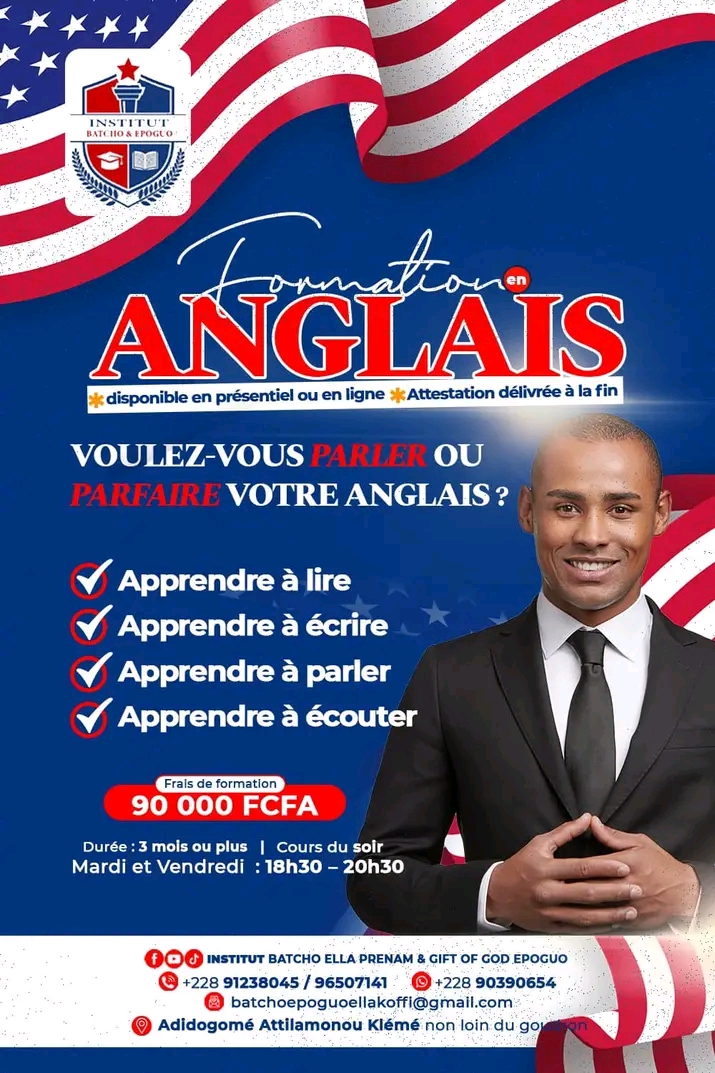 INSTITUT
BATCHO & EPOGUO
Formation en
ANGLAIS
*disponible en présentiel ou en ligne *Attestation délivrée à la fin
VOULEZ-VOUS PARLER OU
PARFAIRE VOTRE ANGLAIS ?
Apprendre à lire
Apprendre à écrire
Apprendre à parler
Apprendre à écouter
Frais de formation
90 000 FCFA
Durée : 3 mois ou plus | Cours du soir
Mardi et Vendredi : 18h30 – 20h30
INSTITUT BATCHO ELLA PRENAM & GIFT OF GOD EPOGUO
+228 91238045 / 96507141 +228 90390654
batchoepoguoellakoffl@gmail.com
Adidogomé Attilamonou Klémé non loin du goudron